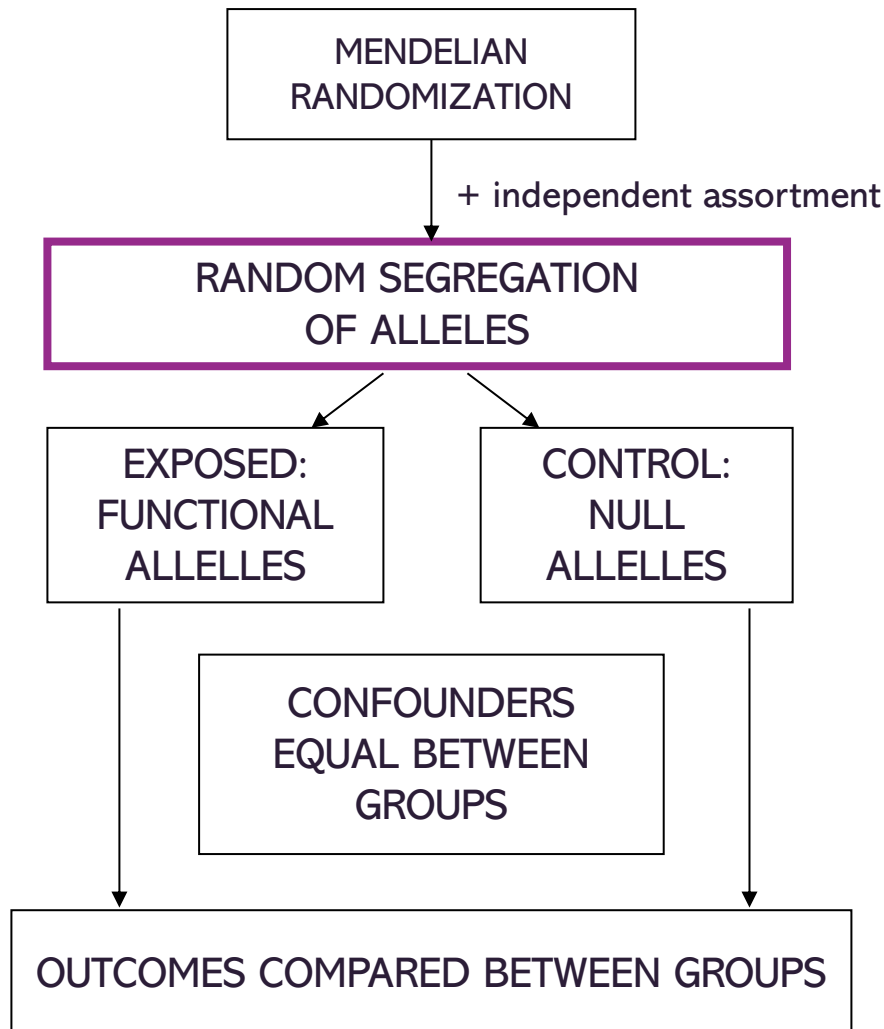 MENDELIAN
RANDOMIZATION
+ independent assortment
RANDOM SEGREGATION
OF ALLELES
EXPOSED:
FUNCTIONAL
ALLELLES
CONTROL:
NULL
ALLELLES
CONFOUNDERS
EQUAL BETWEEN
GROUPS
OUTCOMES COMPARED BETWEEN GROUPS